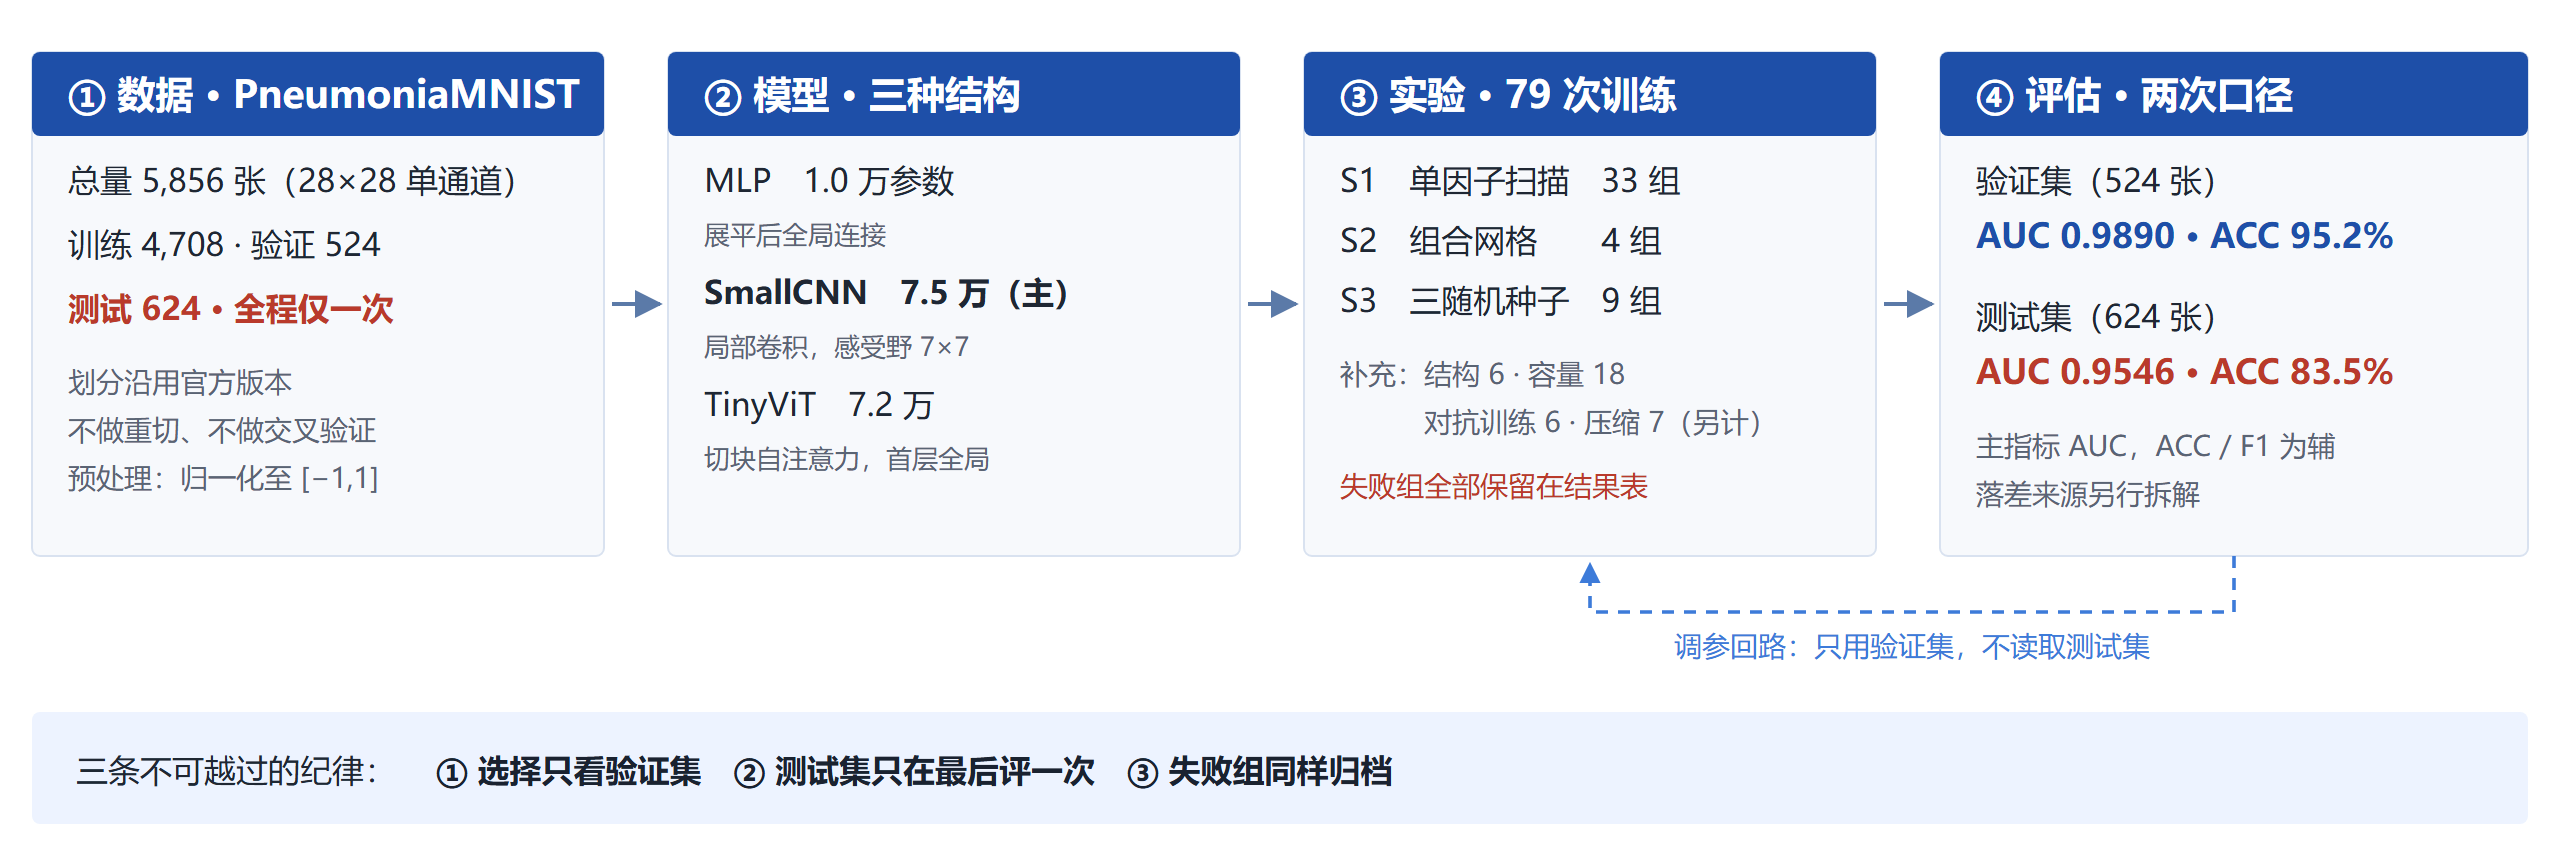 ① 数据 · PneumoniaMNIST
总量 5,856 张（28×28 单通道）
训练 4,708 · 验证 524
测试 624 · 全程仅一次
划分沿用官方版本
不做重切、不做交叉验证
预处理：归一化至 [−1,1]
② 模型 · 三种结构
MLP 1.0 万参数
展平后全局连接
SmallCNN 7.5 万（主）
局部卷积，感受野 7×7
TinyViT 7.2 万
切块自注意力，首层全局
③ 实验 · 79 次训练
S1 单因子扫描 33 组
S2 组合网格 4 组
S3 三随机种子 9 组
补充：结构 6 · 容量 18
对抗训练 6 · 压缩 7（另计）
失败组全部保留在结果表
④ 评估 · 两次口径
验证集（524 张）
AUC 0.9890 · ACC 95.2%
测试集（624 张）
AUC 0.9546 · ACC 83.5%
主指标 AUC，ACC / F1 为辅
落差来源另行拆解
调参回路：只用验证集，不读取测试集
三条不可越过的纪律： ① 选择只看验证集 ② 测试集只在最后评一次 ③ 失败组同样归档